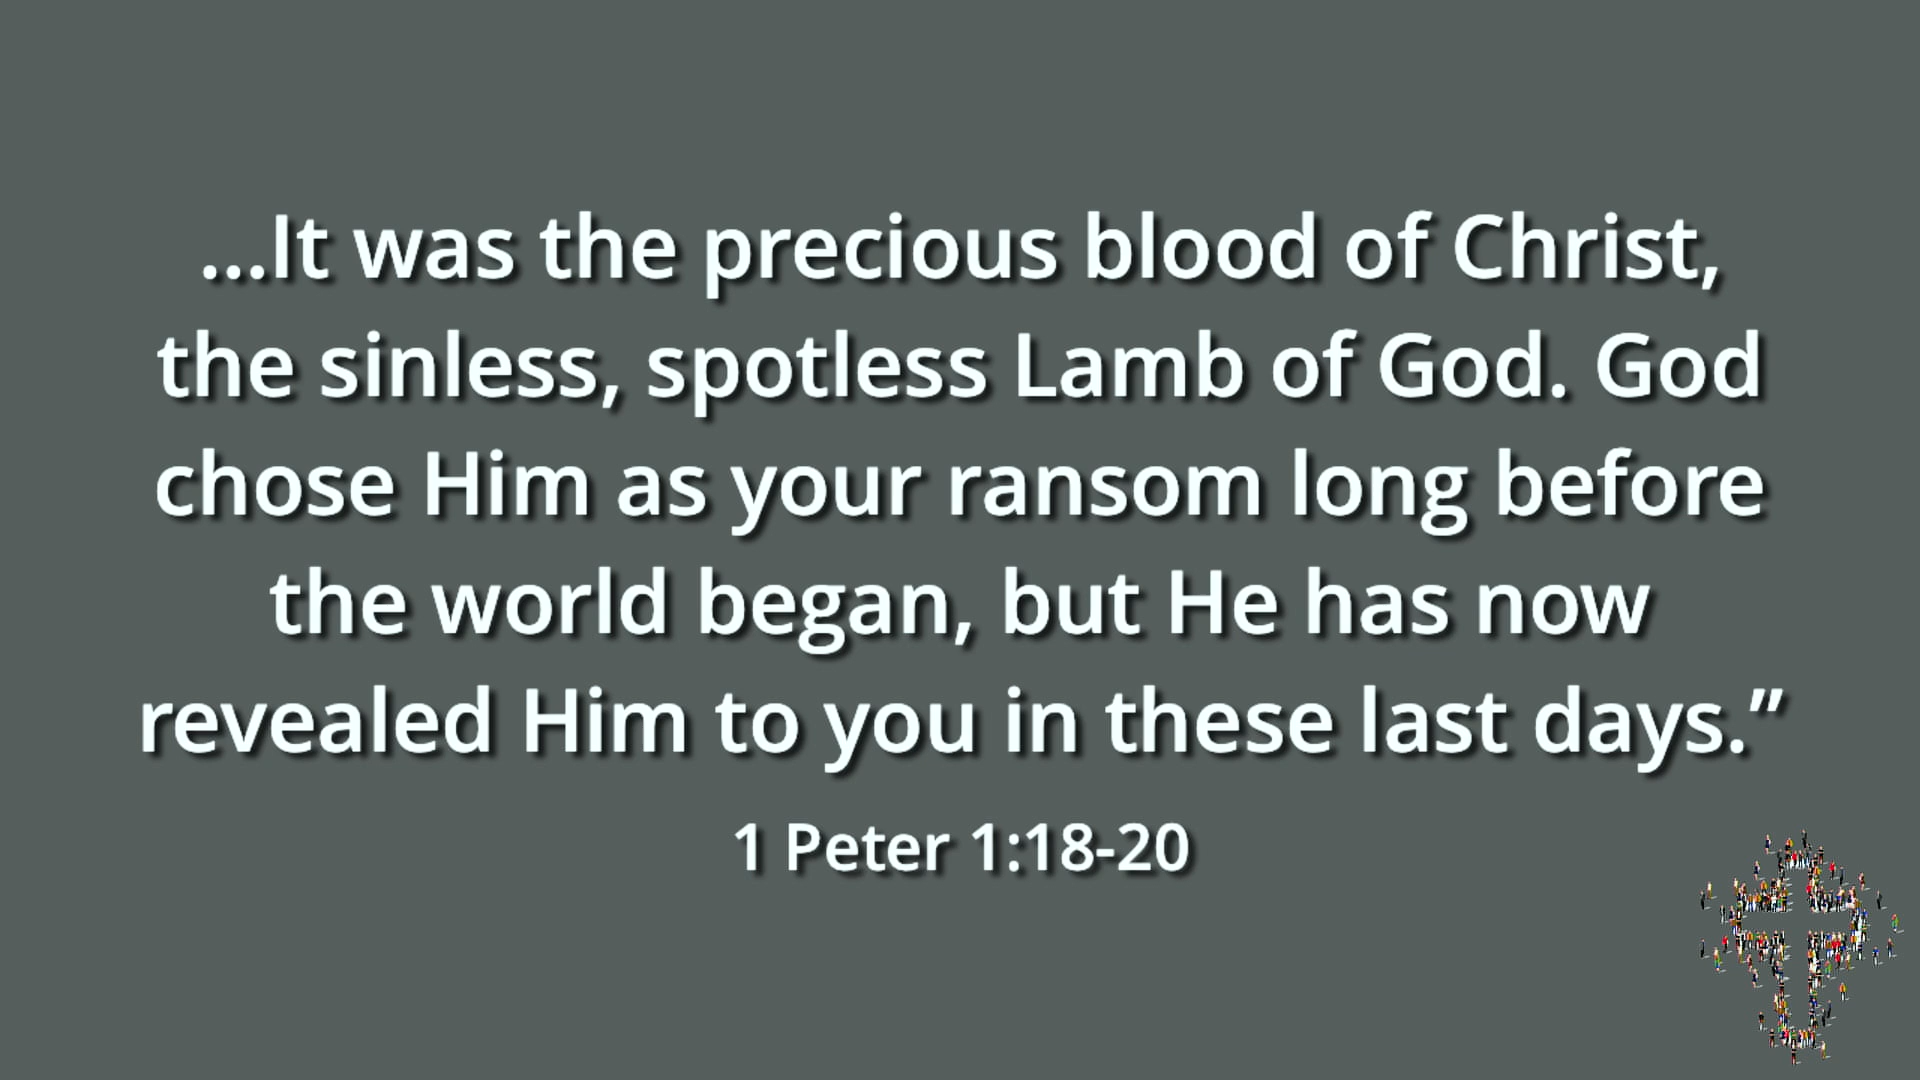 ...It was the precious blood of Christ,
the sinless, spotless Lamb of God. God
chose Him as your ransom long before
the world began, but He has now
revealed Him to you in these last days.”
1 Peter 1:18-20